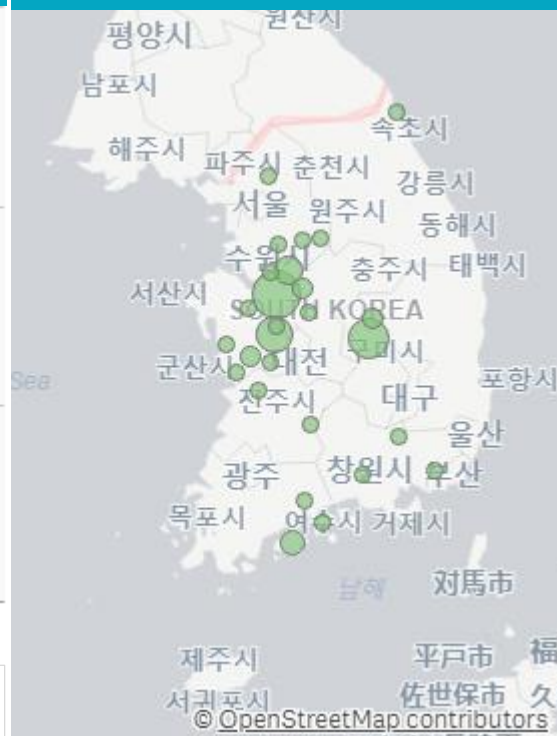 원산시
평양시
남포시
속초시
해주시 파주시 춘천시
강릉시
서울 원주시
동해시
수원시
충주시 태백시
서산시
SOUTH KOREA
구미시
군산시 대전
Sea
포항시
대구
전주시
울산
창원시 부산
광주
목포시 여수시 거제시
남해
対馬市
제주시
平戸市 福
서귀포시
佐世保市 久
© OpenStreetMap contributors